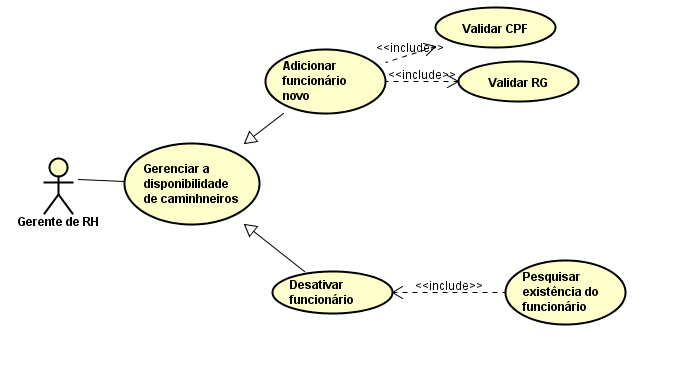 Validar CPF
<<include>>
Adicionar
funcionário
novo
<<include>>
Validar RG
Gerenciar a
disponibilidade
de caminhneiros
Gerente de RH
Desativar
funcionário
<<include>>
Pesquisar
existência do
funcionário